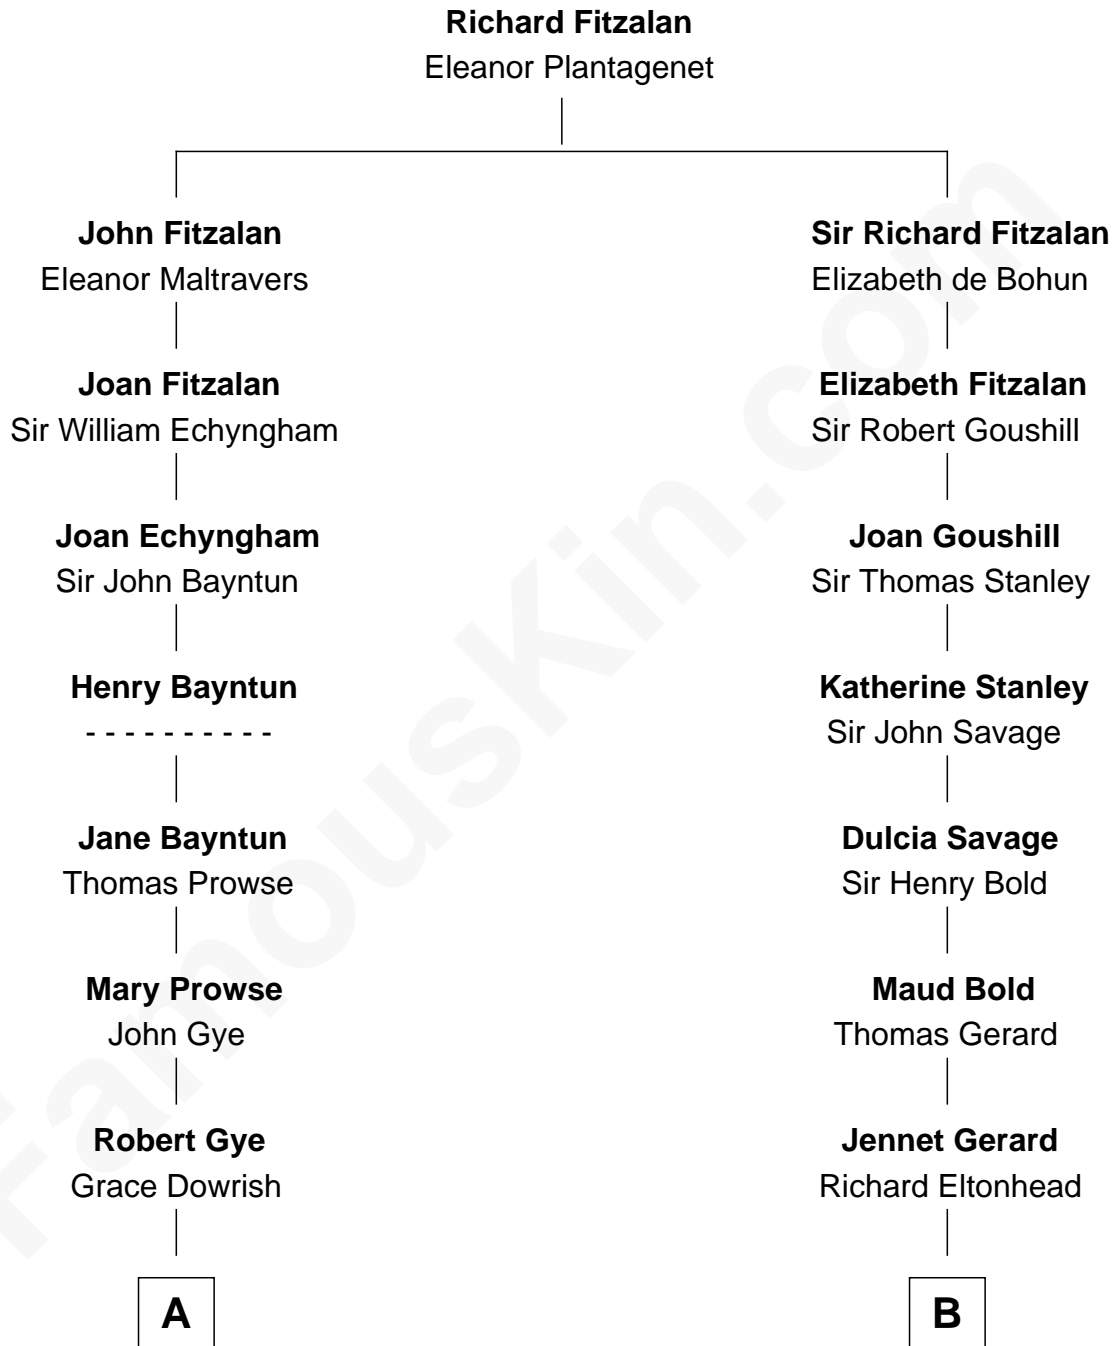 Richard Fitzalan
Eleanor Plantagenet
John Fitzalan
Eleanor Maltravers
Joan Fitzalan
Sir William Echyngham
Joan Echyngham
Sir John Bayntun
Henry Bayntun
- - - - - - - - - -
Jane Bayntun
Thomas Prowse
Mary Prowse
John Gye
Robert Gye
Grace Dowrish
A
Sir Richard Fitzalan
Elizabeth de Bohun
Elizabeth Fitzalan
Sir Robert Goushill
Joan Goushill
Sir Thomas Stanley
Katherine Stanley
Sir John Savage
Dulcia Savage
Sir Henry Bold
Maud Bold
Thomas Gerard
Jennet Gerard
Richard Eltonhead
B
FamousKin.com